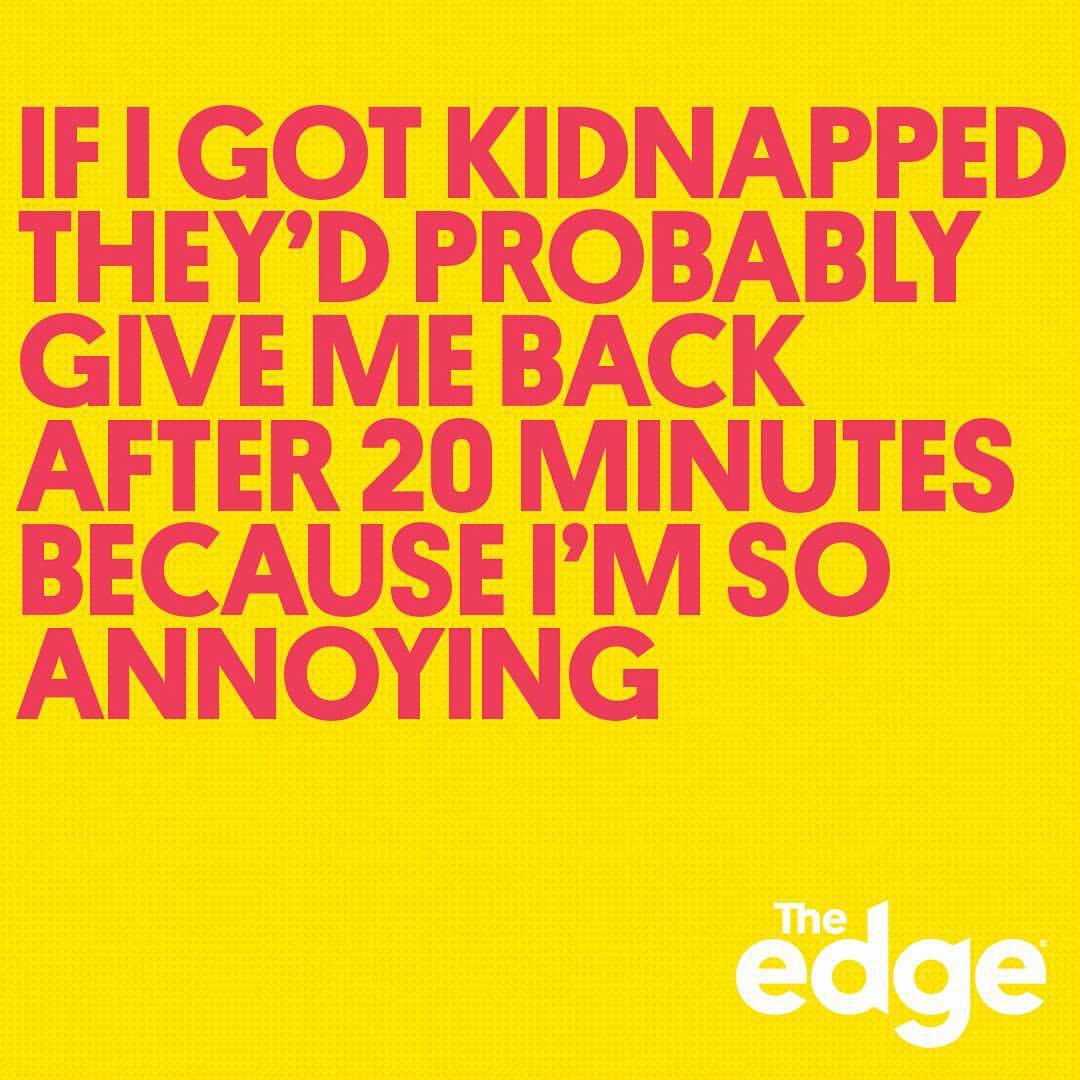 IF I GOT KIDNAPPED
THEY’D PROBABLY
GIVE ME BACK
AFTER 20 MINUTES
BECAUSE I’M SO
ANNOYING
The
edge